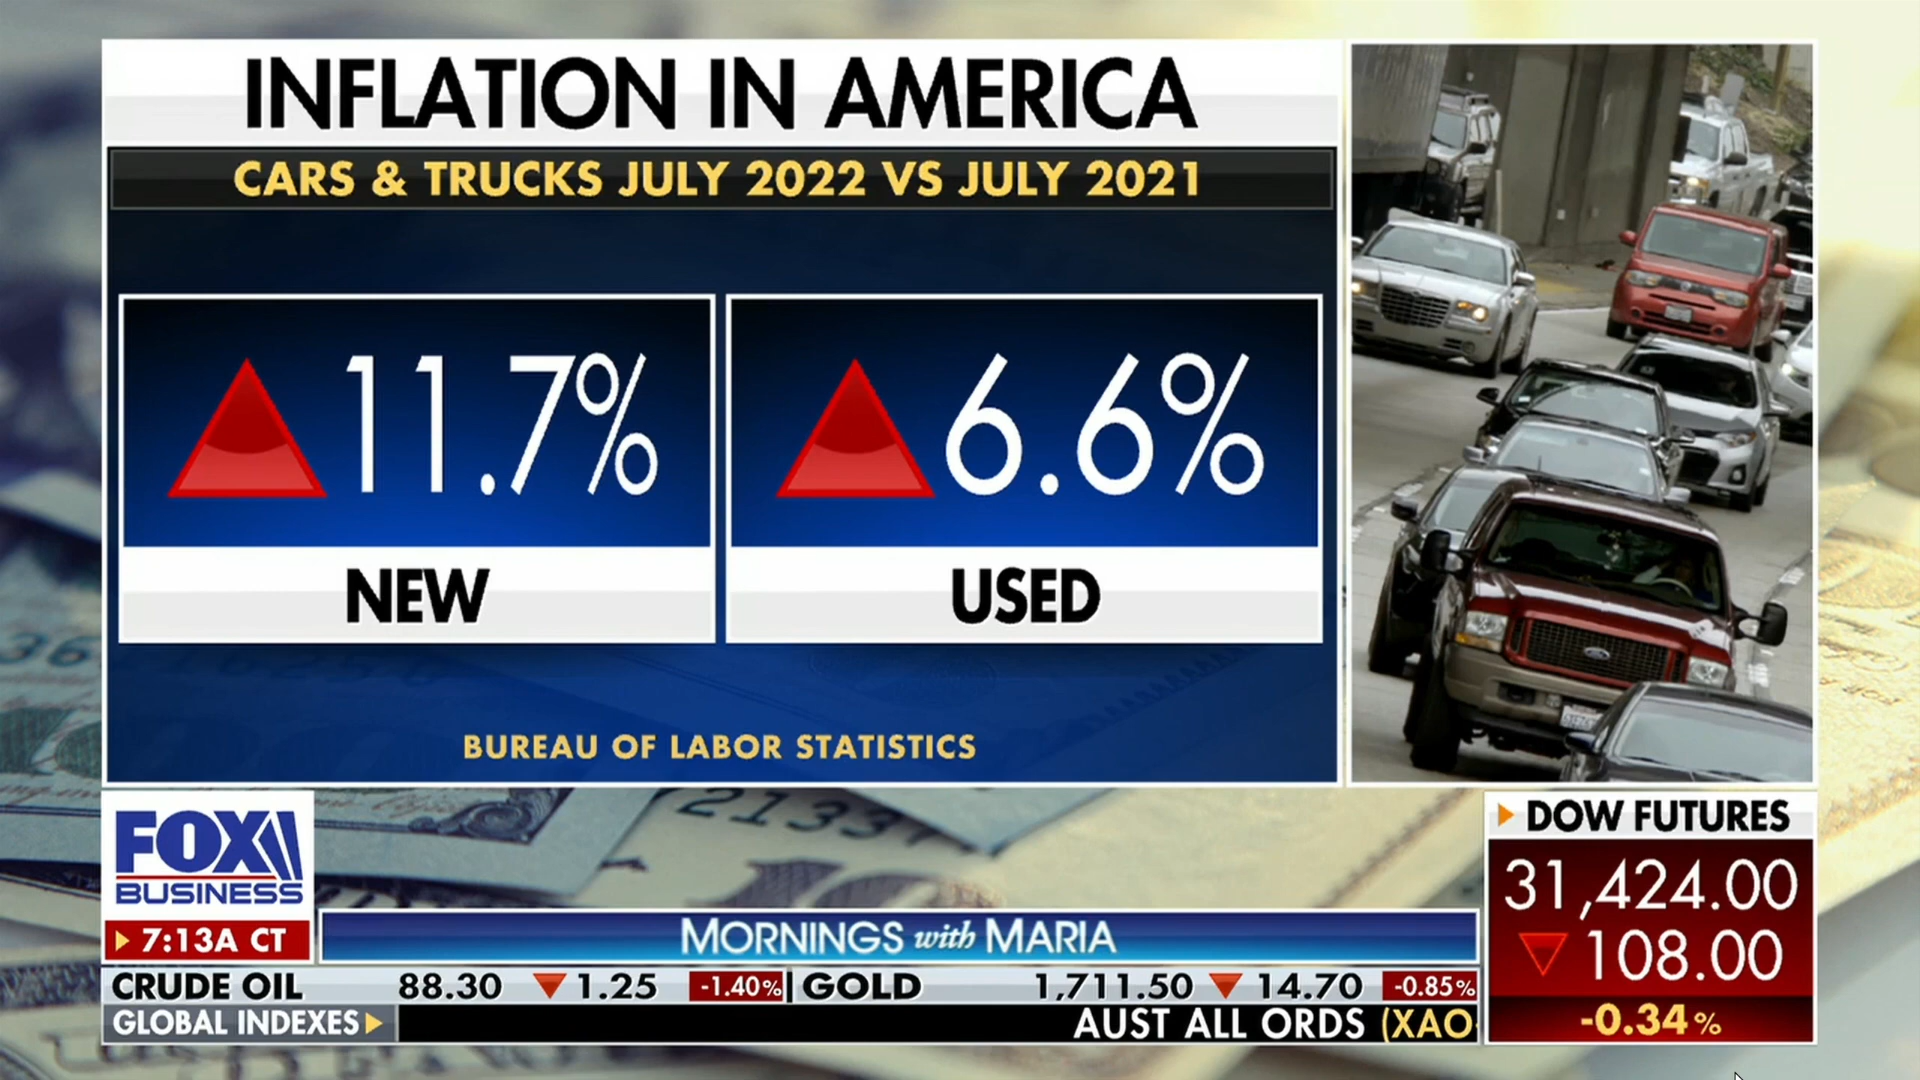 INFLATION IN AMERICA
CARS & TRUCKS JULY 2022 VS JULY 2021
11.7%
6.6%
NEW
USED
BUREAU OF LABOR STATISTICS
FOX
BUSINESS
7:13A CT
MORNINGS with MARIA
DOW FUTURES
31,424.00
108.00
-0.34%
CRUDE OIL 88.30 1.25 -1.40% GOLD 1,711.50 14.70 -0.85%
GLOBAL INDEXES AUST ALL ORDS (XAO
36
2133
10